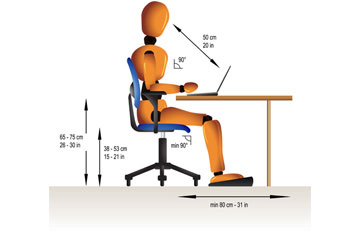 50 cm
20 in
90°
65 - 75 cm
26 - 30 in
38 - 53 cm
15 - 21 in
min 90°
min 80 cm - 31 in